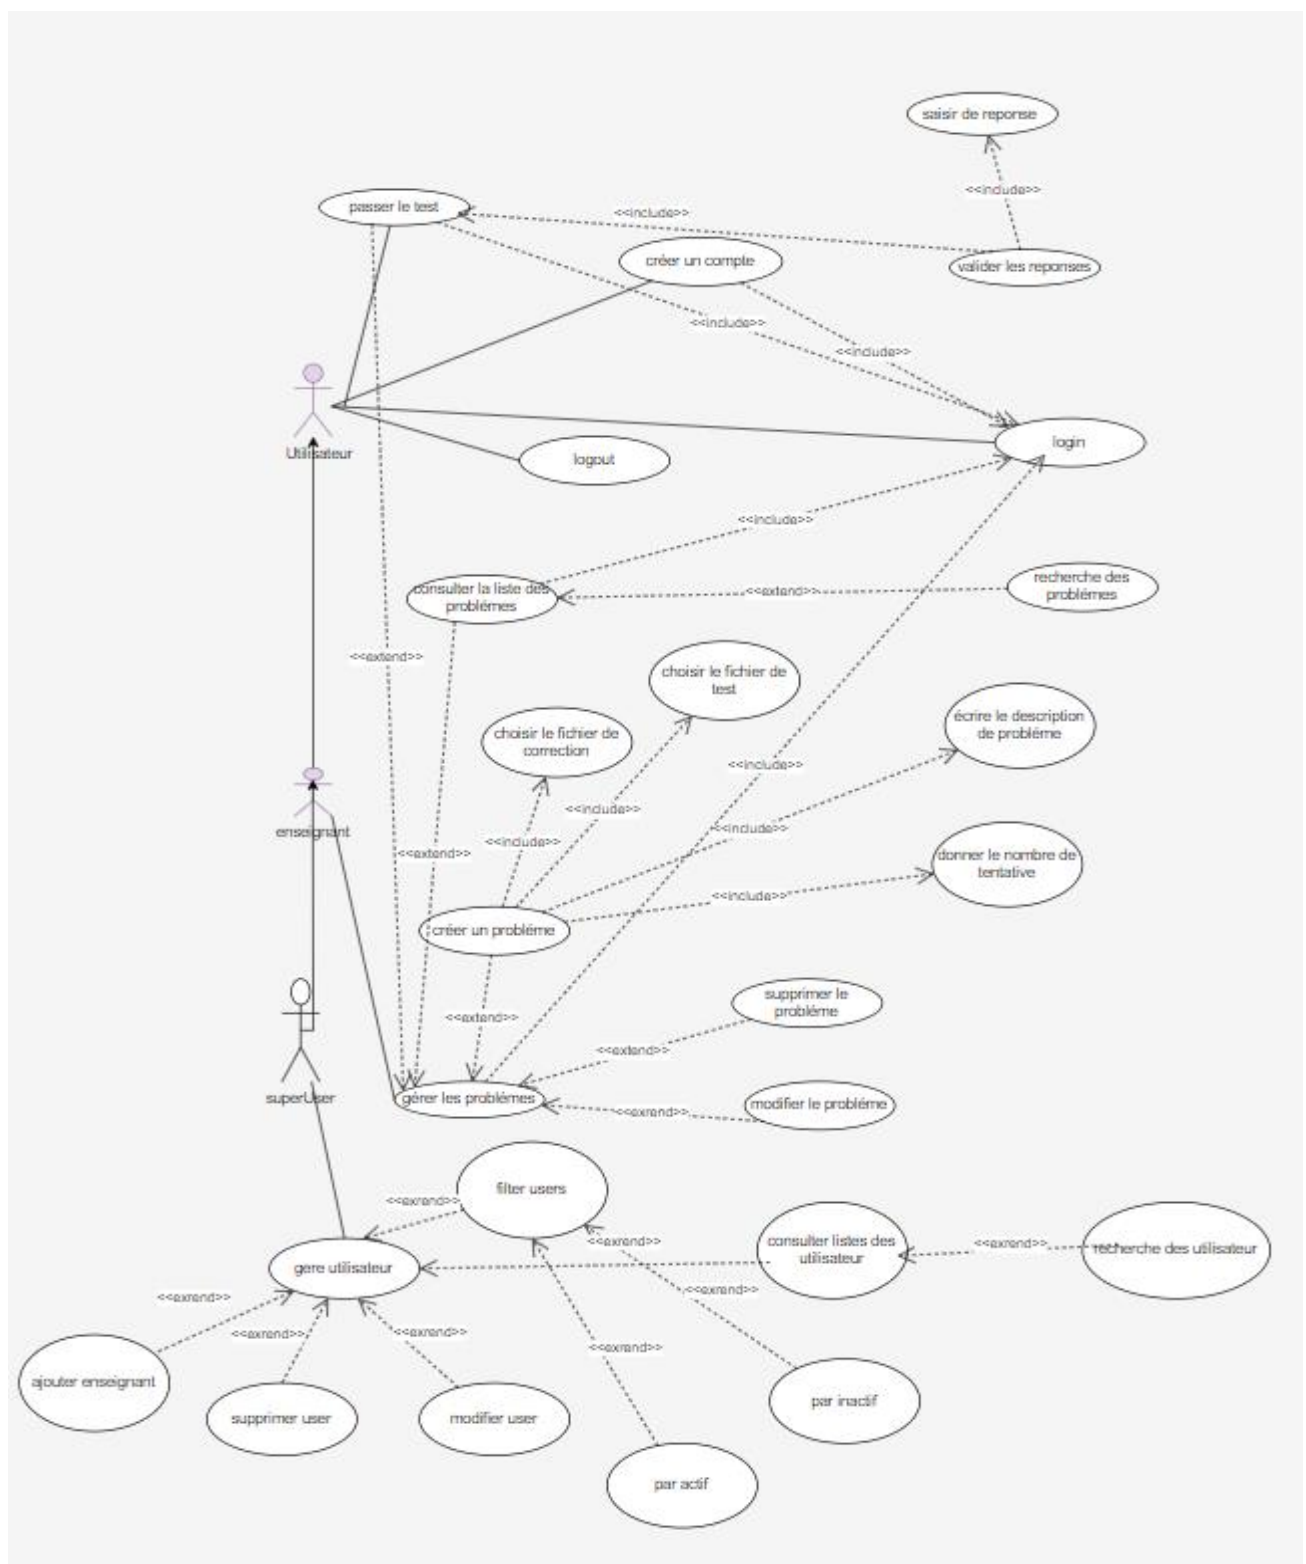 saisir de reponse
<<include>>
passer le test
<<include>>
créer un compte
valider les reponses
<<include>>
<<include>>
login
Utilisateur
logout
<<include>>
consulter la liste des
problémes
<<extend>>
recherche des
problémes
<<extend>>
choisir le fichier de
test
choisir le fichier de
correction
écrire le description
de probléme
<<include>>
<<include>>
<<include>>
<<include>>
enseignant
<<extend>>
donner le nombre de
tentative
<<include>>
créer un probléme
supprimer le
probléme
<<extend>>
<<extend>>
superUser
gérer les problémes
<<exrend>>
modifier le probléme
filter users
<<exrend>>
<<exrend>>
consulter listes des
utilisateur
<<exrend>>
recherche des utilisateur
gere utilisateur
<<exrend>>
<<exrend>>
<<exrend>>
<<exrend>>
<<exrend>>
ajouter enseignant
supprimer user
modifier user
par inactif
par actif